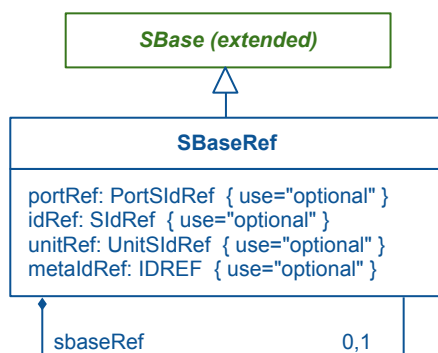 SBase (extended)
SBaseRef
portRef: PortSIdRef { use="optional" }
idRef: SIdRef { use="optional" }
unitRef: UnitSIdRef { use="optional" }
metaIdRef: IDREF { use="optional" }
sbaseRef 0,1